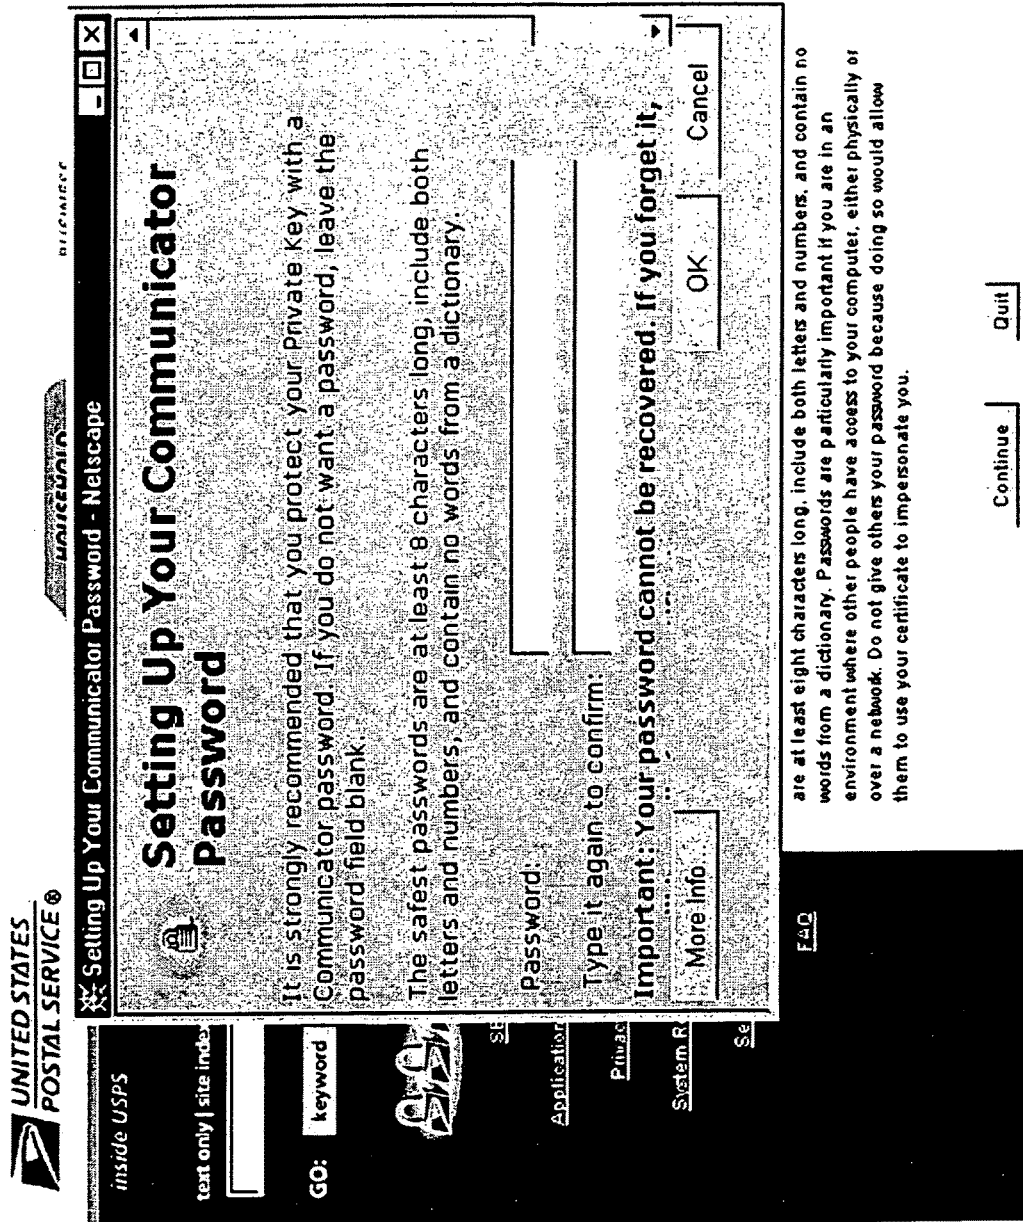 UNITED STATES
POSTAL SERVICE®
HOUSEHOLD
BUSINESS
inside USPS
text only | site index
GO:
keyword
Application
Privac
System R
Se
FAQ
Setting Up Your Communicator Password - Netscape
Setting Up Your Communicator
Password
It is strongly recommended that you protect your Private Key with a
Communicator password. If you do not want a password, leave the
password field blank.
The safest passwords are at least 8 characters long, include both
letters and numbers, and contain no words from a dictionary.
Password:
Type it again to confirm:
Important: Your password cannot be recovered. If you forget it,
More Info...
OK
Cancel
are at least eight characters long, include both letters and numbers, and contain no
words from a dictionary. Passwords are particularly important if you are in an
environment where other people have access to your computer, either physically or
over a network. Do not give others your password because doing so would allow
them to use your certificate to impersonate you.
Continue
Quit